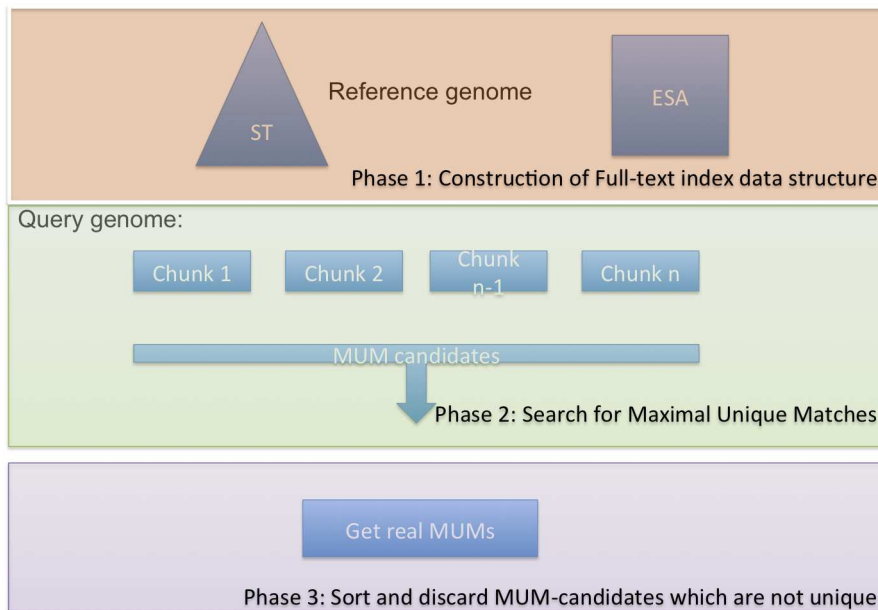 Reference genome
ST
ESA
Phase 1: Construction of Full-text index data structure
Query genome:
Chunk 1
Chunk 2
Chunk
n-1
Chunk n
MUM candidates
Phase 2: Search for Maximal Unique Matches
Get real MUMs
Phase 3: Sort and discard MUM-candidates which are not unique